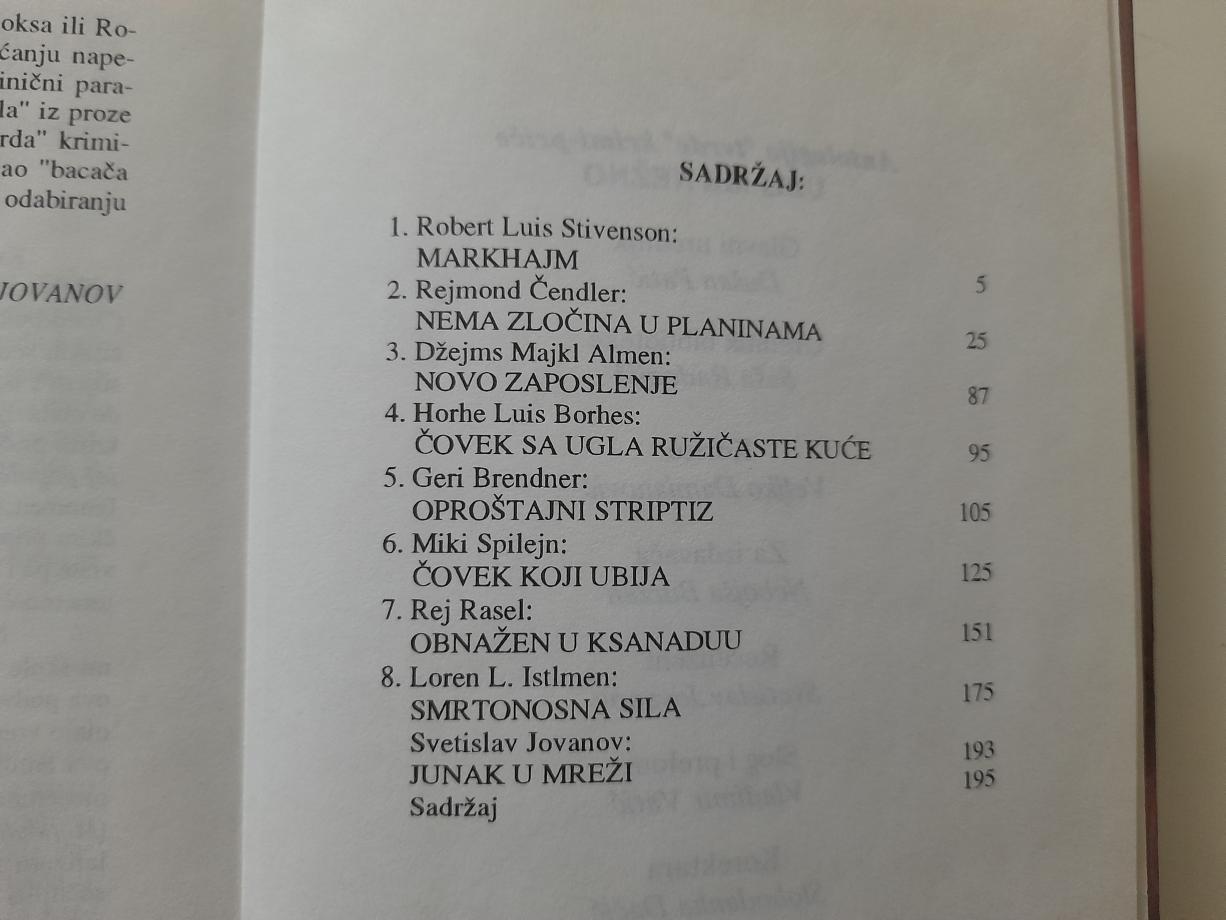 oksa ili Ro-
ćanju nape-
inični para-
la" iz proze
rda" krimi-
ao "bacača
odabiranju
JOVANOV
SADRŽAJ:
1. Robert Luis Stivenson:
MARKHAJM 5
2. Rejmond Čendler:
NEMA ZLOČINA U PLANINAMA 25
3. Džejms Majkl Almen:
NOVO ZAPOSLENJE 87
4. Horhe Luis Borhes:
ČOVEK SA UGLA RUŽIČASTE KUĆE 95
5. Geri Brendner:
OPROŠTAJNI STRIPTIZ 105
6. Miki Spilejn:
ČOVEK KOJI UBIJA 125
7. Rej Rasel:
OBNAŽEN U KSANADUU 151
8. Loren L. Istlmen:
SMRTONOSNA SILA 175
Svetislav Jovanov:
JUNAK U MREŽI 193
Sadržaj 195